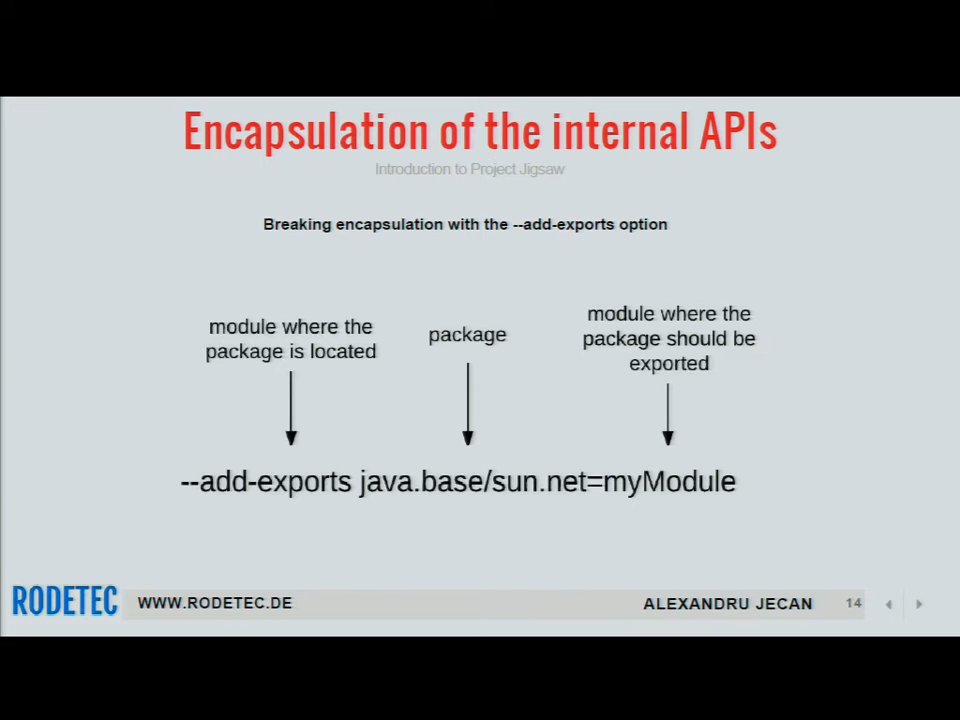 Encapsulation of the internal APIs
Introduction to Project Jigsaw
Breaking encapsulation with the --add-exports option
module where the
package is located
package
module where the
package should be
exported
--add-exports java.base/sun.net=myModule
RODETEC
WWW.RODETEC.DE
ALEXANDRU JECAN
14